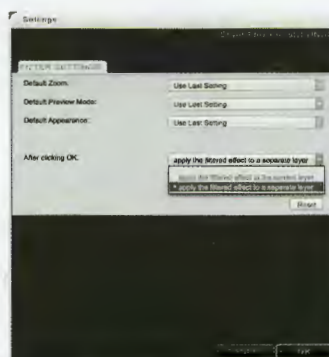 Settings
Default Zoom:
Use Last Setting
Default Preview Mode:
Use Last Setting
Default Appearance:
Use Last Setting
After clicking OK:
apply the filtered effect to a separate layer
apply the filtered effect to the current layer
• apply the filtered effect to a separate layer
Reset